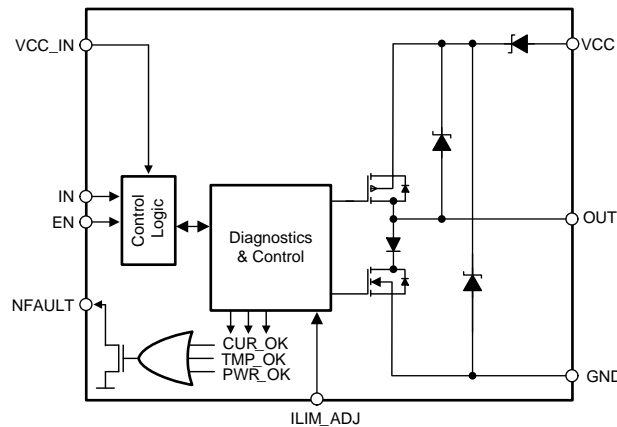 VCC_IN
VCC
IN
EN
Control
Logic
Diagnostics
& Control
OUT
NFAULT
CUR_OK
TMP_OK
PWR_OK
GND
ILIM_ADJ